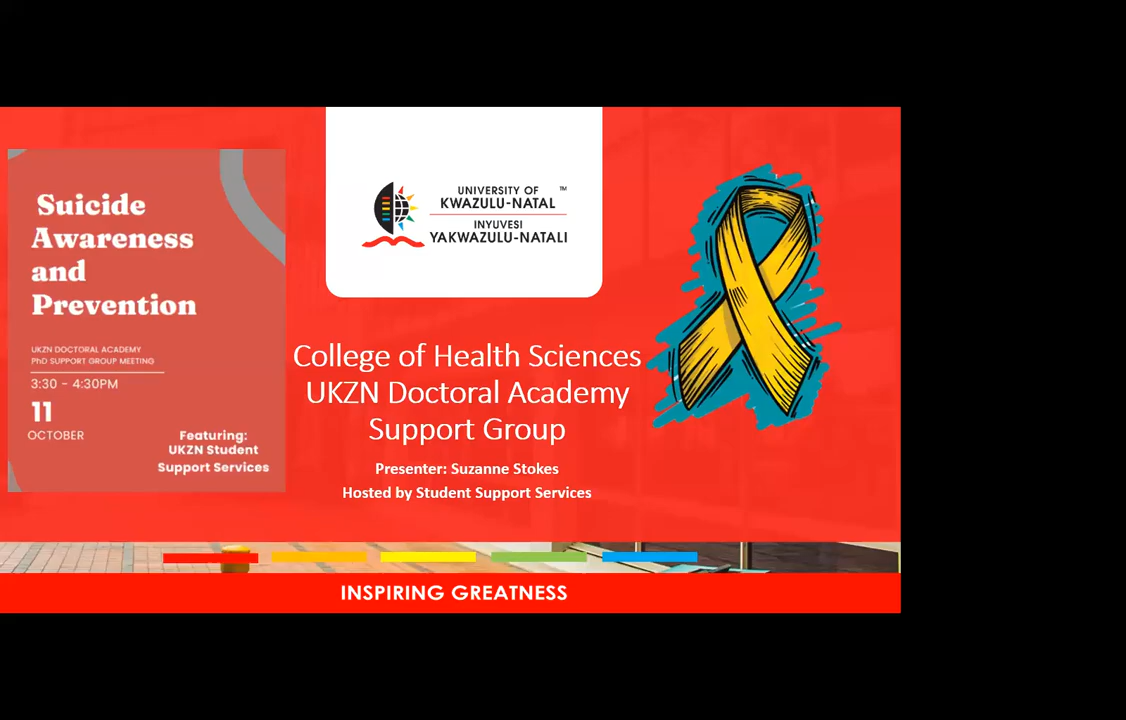 Suicide
Awareness
and
Prevention
UKZN DOCTORAL ACADEMY
PhD SUPPORT GROUP MEETING
3:30 - 4:30PM
11
OCTOBER
Featuring:
UKZN Student
Support Services
UNIVERSITY OF ™
KWAZULU-NATAL
INYUVESI
YAKWAZULU-NATALI
College of Health Sciences
UKZN Doctoral Academy
Support Group
Presenter: Suzanne Stokes
Hosted by Student Support Services
INSPIRING GREATNESS